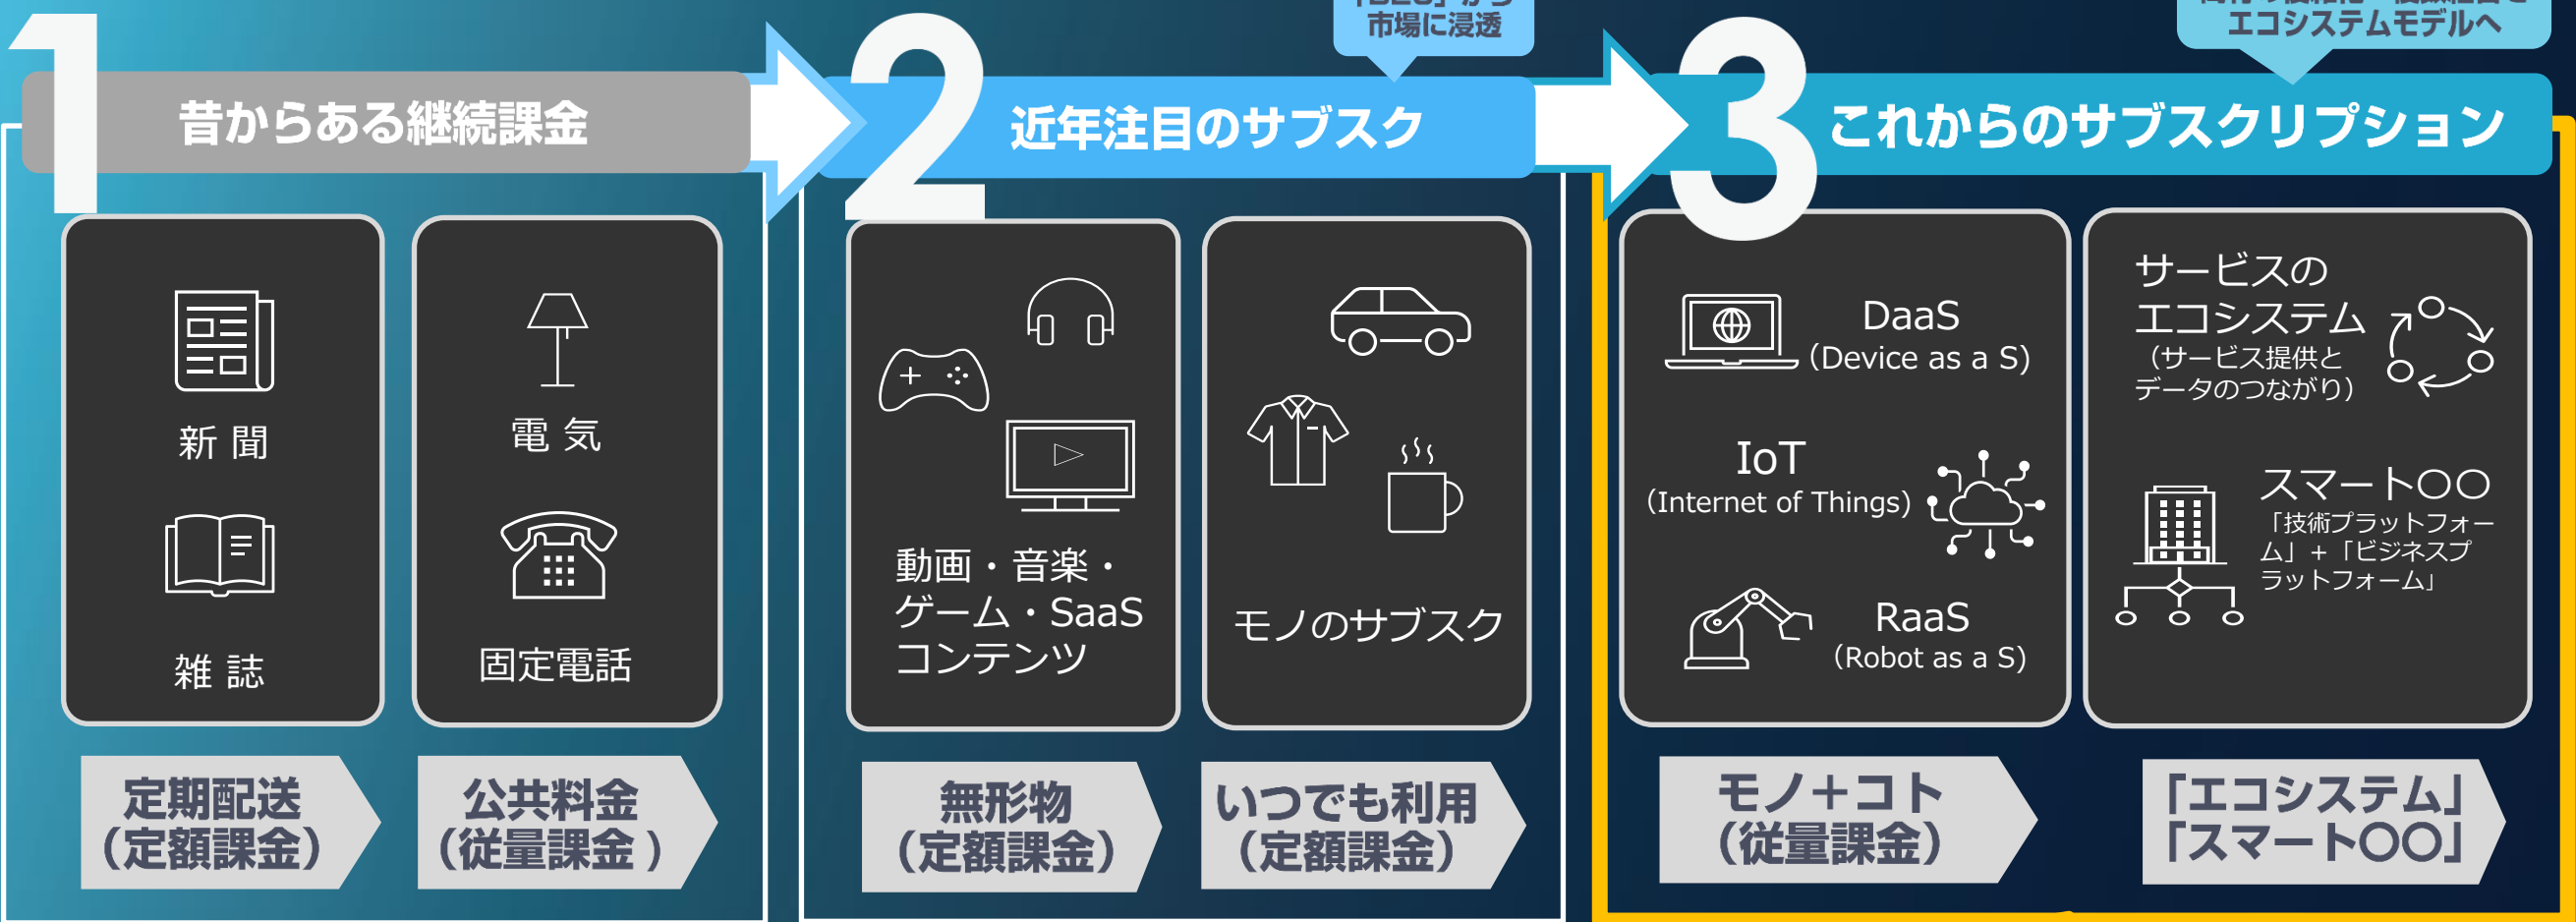 市場に浸透
エコシステムモデルへ
1
昔からある継続課金
2
近年注目のサブスク
3
これからのサブスクリプション
新聞
雑誌
電気
固定電話
動画・音楽・
ゲーム・SaaS
コンテンツ
モノのサブスク
DaaS
(Device as a S)
IoT
(Internet of Things)
RaaS
(Robot as a S)
サービスの
エコシステム
（サービス提供と
データのつながり）
スマート〇〇
「技術プラットフォー
ム」+「ビジネスプ
ラットフォーム」
定期配送
（定額課金）
公共料金
（従量課金）
無形物
（定額課金）
いつでも利用
（定額課金）
モノ＋コト
（従量課金）
「エコシステム」
「スマート〇〇」